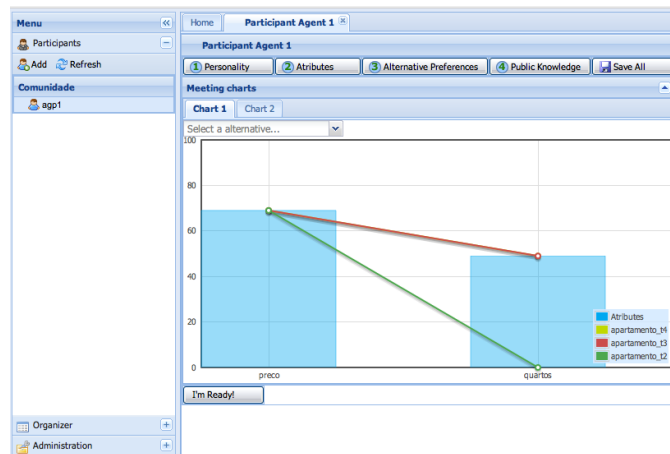 Menu
Participants
Add Refresh
Comunidade
agp1
Organizer
Administration
Home Participant Agent 1
Participant Agent 1
1 Personality 2 Atributes 3 Alternative Preferences 4 Public Knowledge Save All
Meeting charts
Chart 1 Chart 2
Select a alternative...
100
80
60
40
20
0
preco quartos
Atributes
apartamento_t4
apartamento_t3
apartamento_t2
I'm Ready!